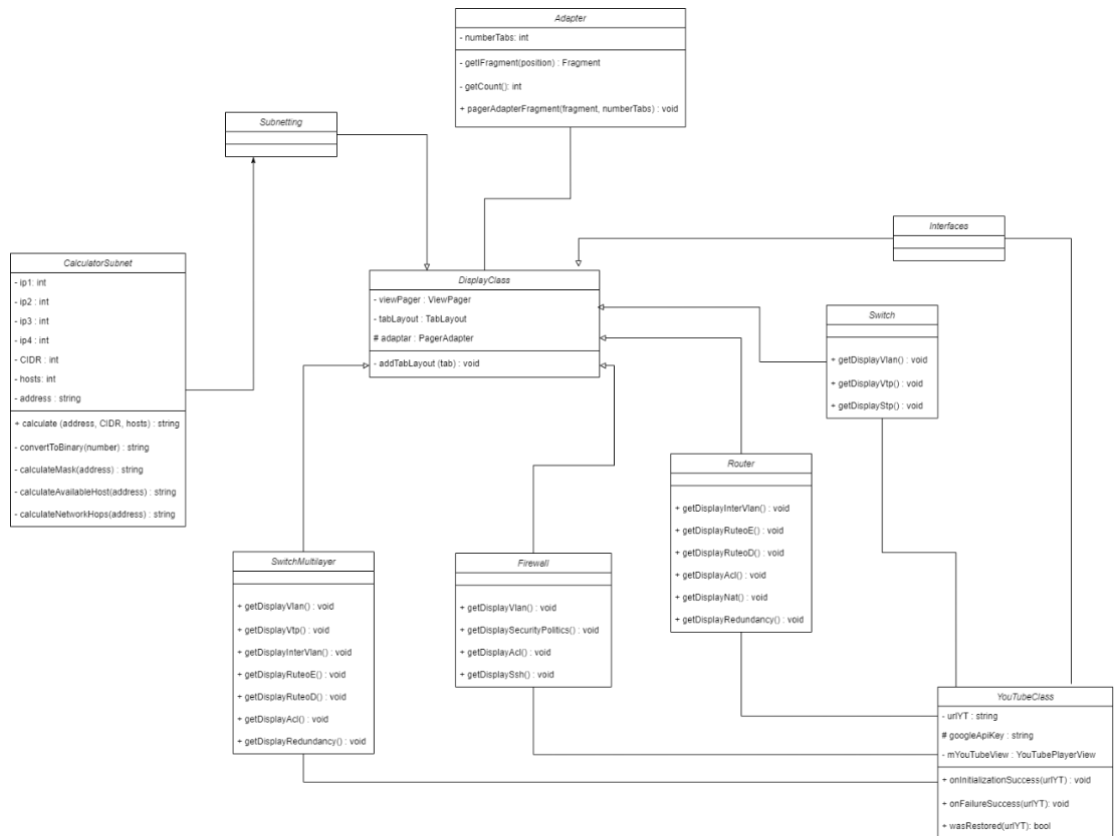 Adapter
- numberTabs: int
- getIFragment(position) : Fragment
- getCount(): int
+ pagerAdapterFragment(fragment, numberTabs) : void
Subnetting
Interfaces
CalculatorSubnet
- ip1: int
- ip2 : int
- ip3 : int
- ip4 : int
- CIDR : int
- hosts: int
- address : string
+ calculate (address, CIDR, hosts) : string
- convertToBinary(number) : string
- calculateMask(address) : string
- calculateAvailableHost(address) : string
- calculateNetworkHops(address) : string
DisplayClass
- viewPager : ViewPager
- tabLayout : TabLayout
# adaptar : PagerAdapter
- addTabLayout (tab) : void
Switch
+ getDisplayVlan() : void
+ getDisplayVtp() : void
+ getDisplayStp() : void
Router
+ getDisplayInterVlan() : void
+ getDisplayRuteoE() : void
+ getDisplayRuteoD() : void
+ getDisplayAcl() : void
+ getDisplayNat() : void
+ getDisplayRedundancy() : void
SwitchMultilayer
+ getDisplayVlan() : void
+ getDisplayVtp() : void
+ getDisplayInterVlan() : void
+ getDisplayRuteoE() : void
+ getDisplayRuteoD() : void
+ getDisplayAcl() : void
+ getDisplayRedundancy() : void
Firewall
+ getDisplayVlan() : void
+ getDisplaySecurityPolitics() : void
+ getDisplayAcl() : void
+ getDisplaySsh() : void
YouTubeClass
- urlYT : string
# googleApiKey : string
- mYouTubeView : YouTubePlayerView
+ onInitializationSuccess(urlYT) : void
+ onFailureSuccess(urlYT): void
+ wasRestored(urlYT): bool